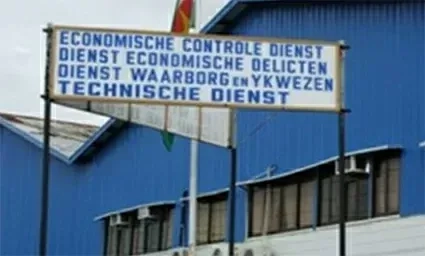 ECONOMISCHE CONTROLE DIENST
DIENST ECONOMISCHE DELICTEN
DIENST WAARBORG EN YKWEZEN
TECHNISCHE DIENST